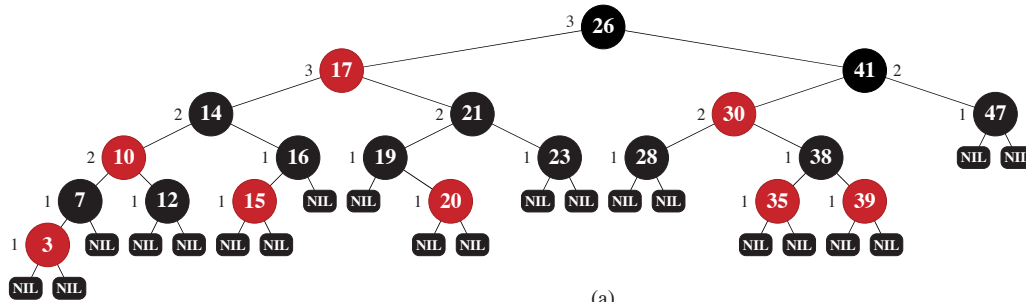 3 26
3 17 41 2
2 14 2 21 2 30 1 47
2 10 1 16 1 19 1 23 1 28 1 38 NIL NIL
1 7 1 12 1 15 NIL NIL 1 20 NIL NIL NIL NIL 1 35 1 39
1 3 NIL NIL NIL NIL NIL NIL NIL NIL NIL NIL NIL
NIL NIL
(a)